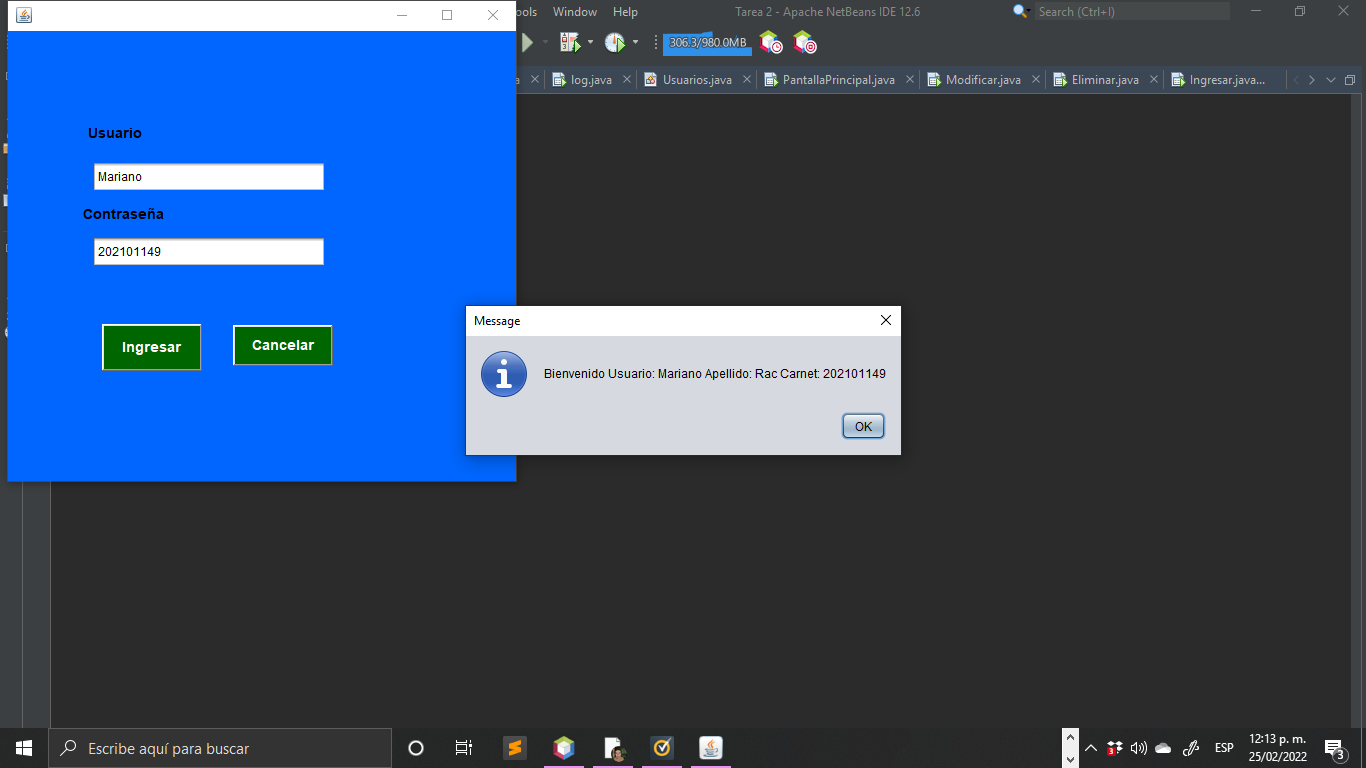 ools Window Help
Tarea 2 - Apache NetBeans IDE 12.6
Search (Ctrl+I)
306.3/980.0MB
a
log.java
Usuarios.java
PantallaPrincipal.java
Modificar.java
Eliminar.java
Ingresar.java...
Usuario
Mariano
Contraseña
202101149
Ingresar
Cancelar
Message
Bienvenido Usuario: Mariano Apellido: Rac Carnet: 202101149
OK
Escribe aquí para buscar
3
ESP
12:13 p. m.
25/02/2022
3